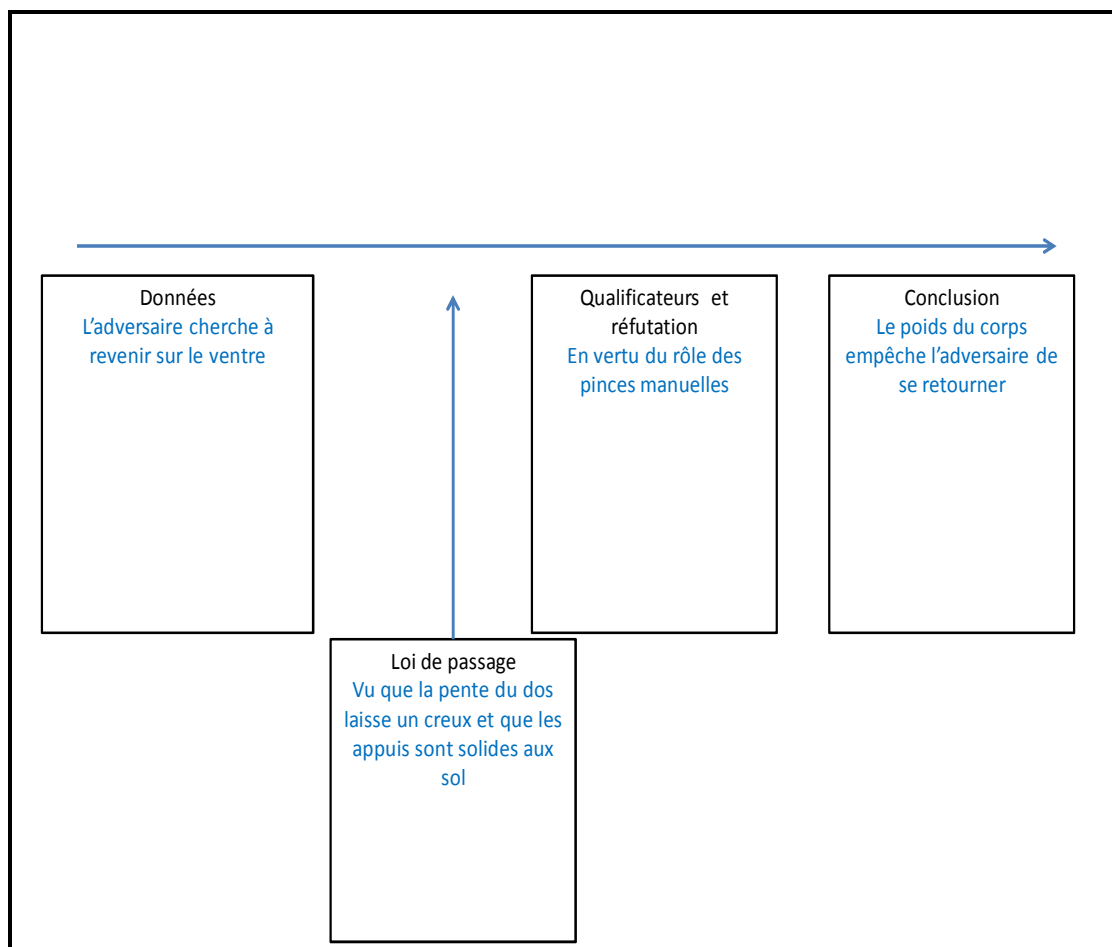 Données
L'adversaire cherche à
revenir sur le ventre
Qualificateurs et
réfutation
En vertu du rôle des
pinces manuelles
Conclusion
Le poids du corps
empêche l'adversaire de
se retourner
Loi de passage
Vu que la pente du dos
laisse un creux et que les
appuis sont solides aux
sol